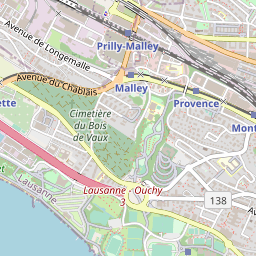 Prilly-Malley
Avenue de Longemalle
Avenue du Chablais
Malley
Provence
ette
Cimetière
du Bois
de Vaux
Mont
Lausanne - Ouchy
3
Lausanne
138